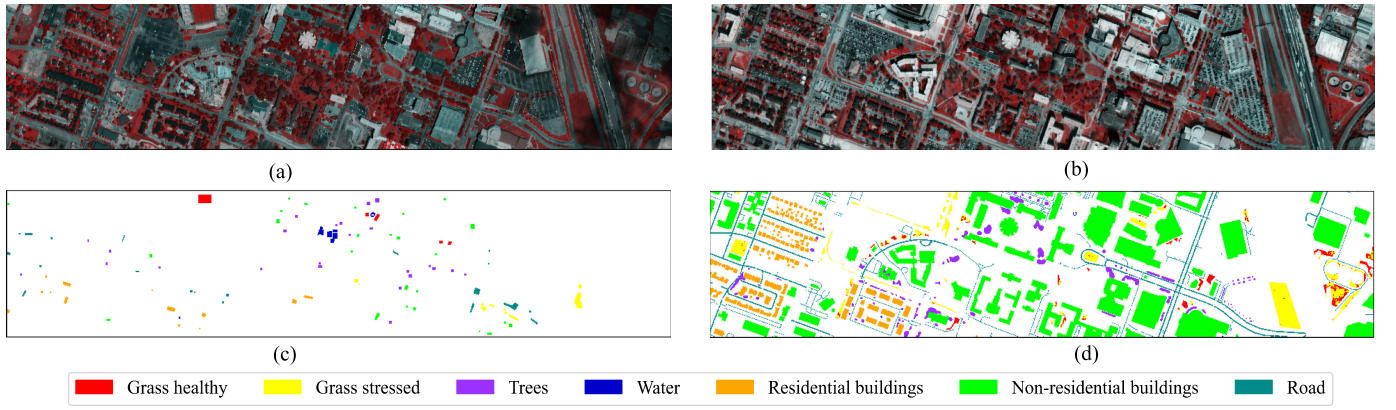 (a) (b)
(c) (d)
Grass healthy Grass stressed Trees Water Residential buildings Non-residential buildings Road